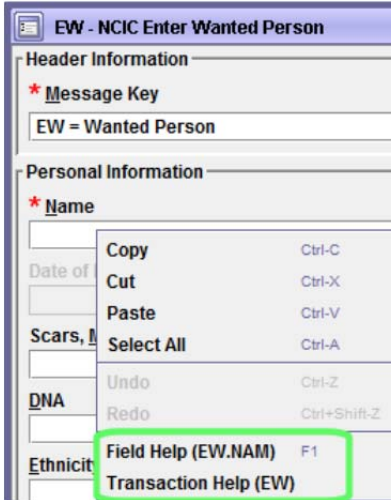 EW - NCIC Enter Wanted Person
Header Information
* Message Key
EW = Wanted Person
Personal Information
* Name
Copy Ctrl-C
Date of
Cut Ctrl-X
Paste Ctrl-V
Scars,
Select All Ctrl-A
Undo Ctrl-Z
DNA
Redo Ctrl+Shift-Z
Field Help (EW.NAM) F1
Ethnicit
Transaction Help (EW)